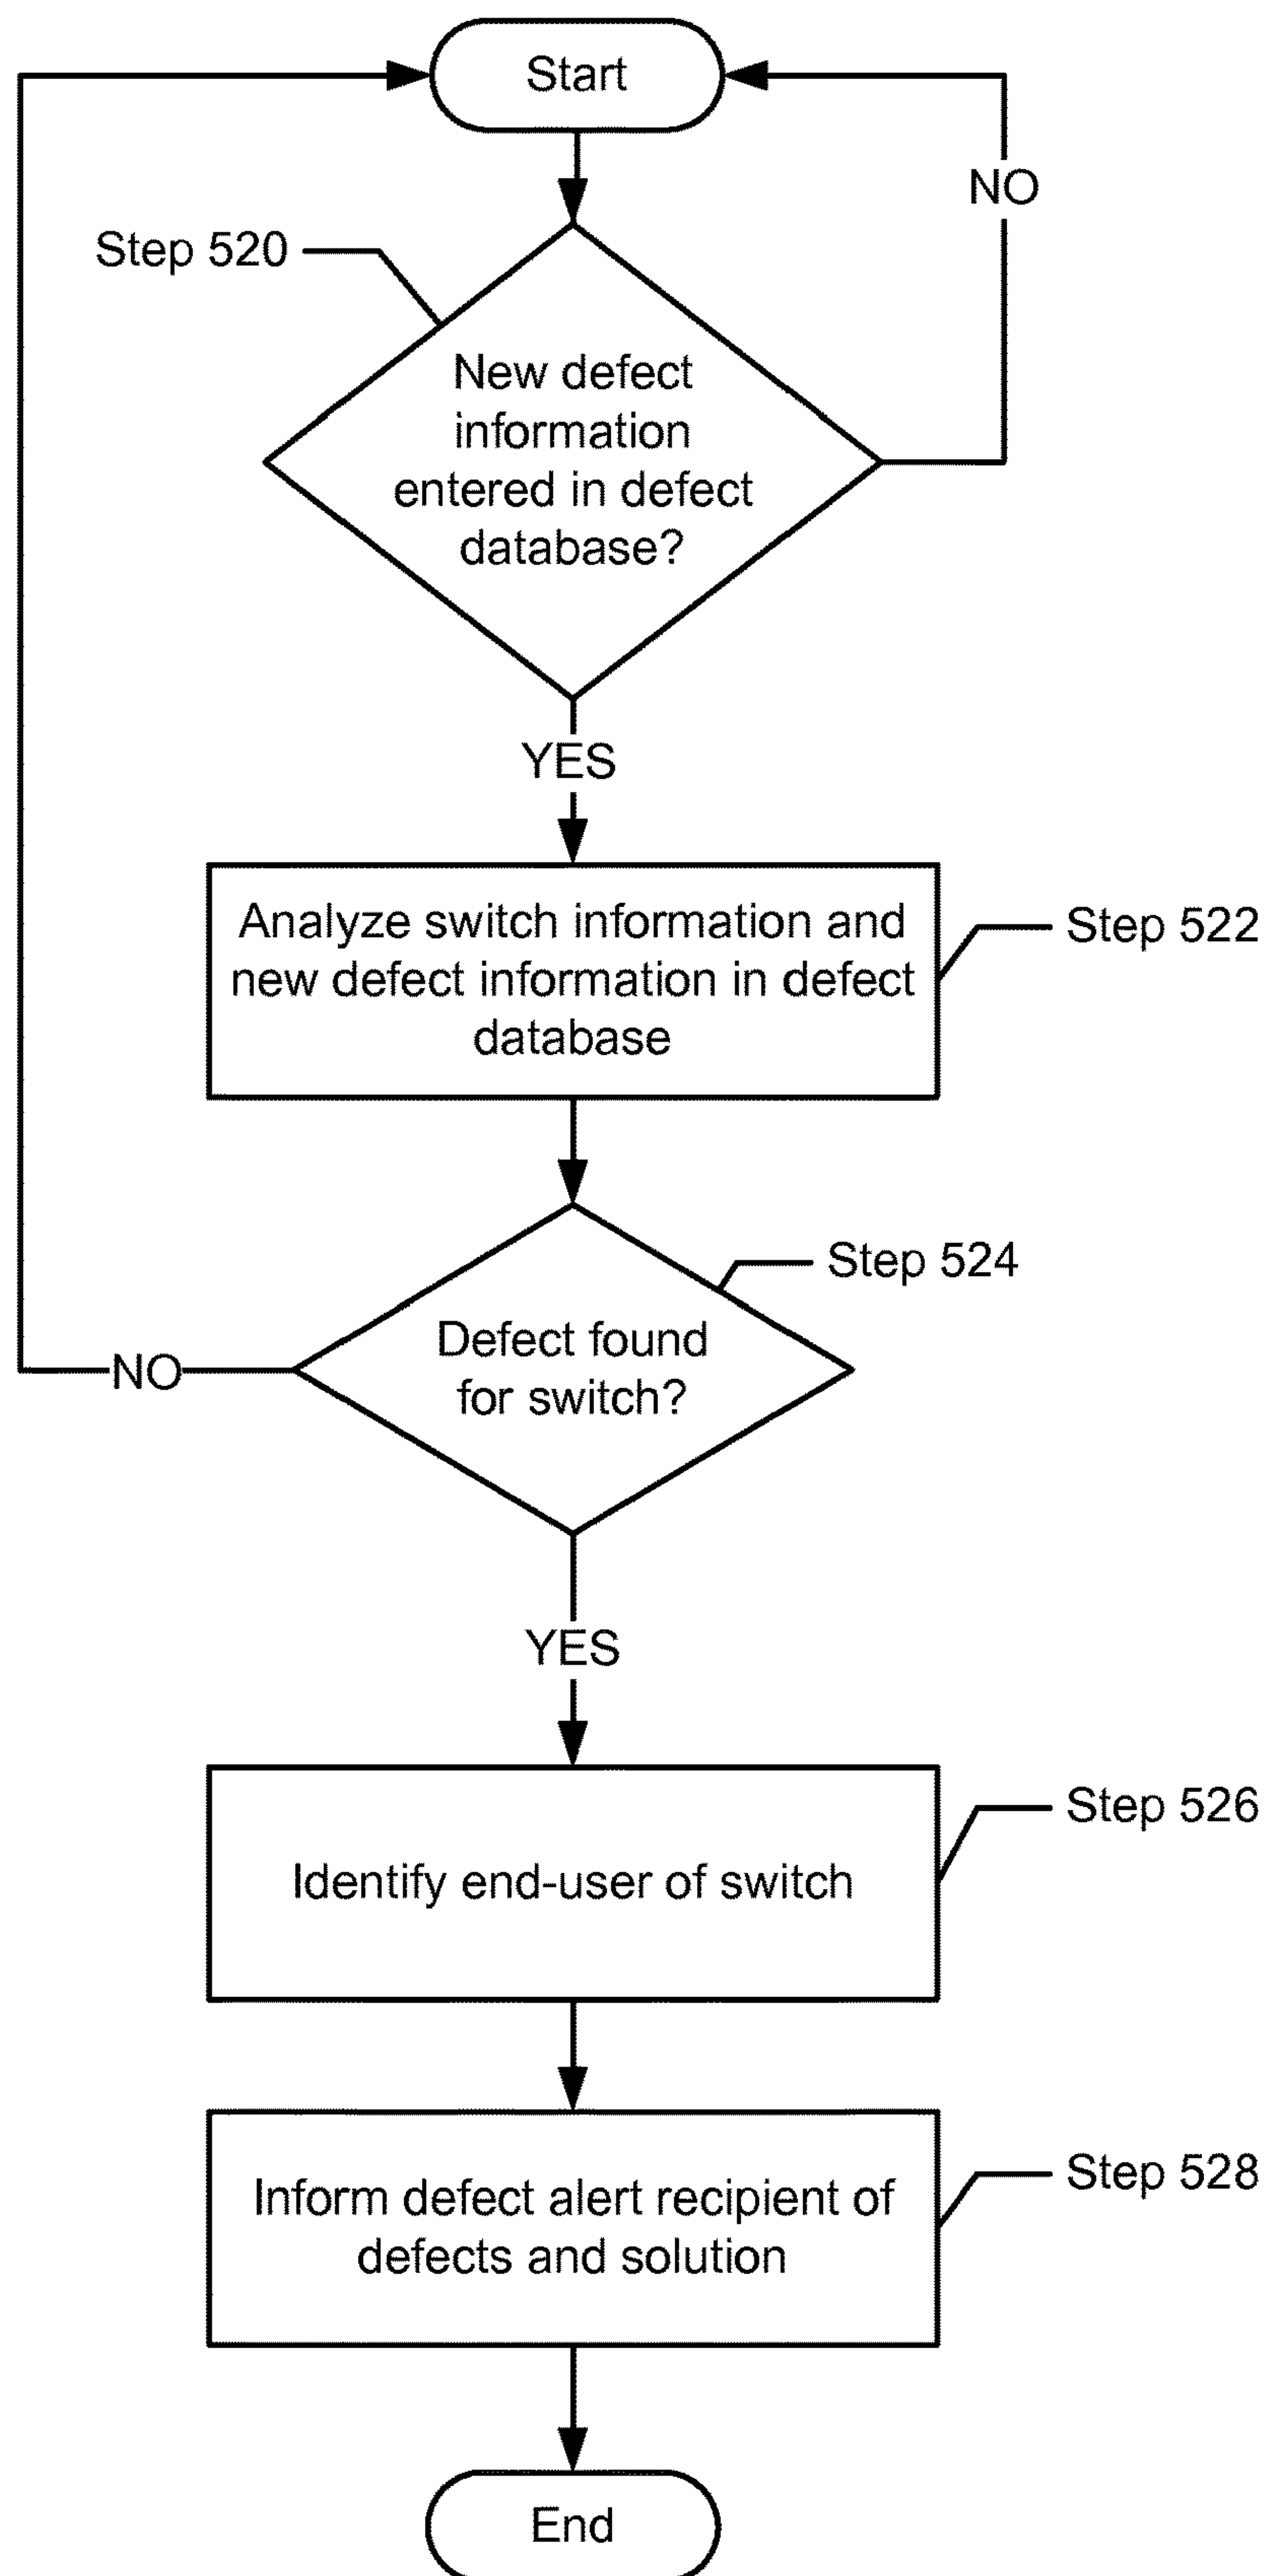 Start
NO
Step 520
New defect
information
entered in defect
database?
YES
Analyze switch information and
new defect information in defect
database
Step 522
Step 524
Defect found
for switch?
NO
YES
Identify end-user of switch
Step 526
Inform defect alert recipient of
defects and solution
Step 528
End